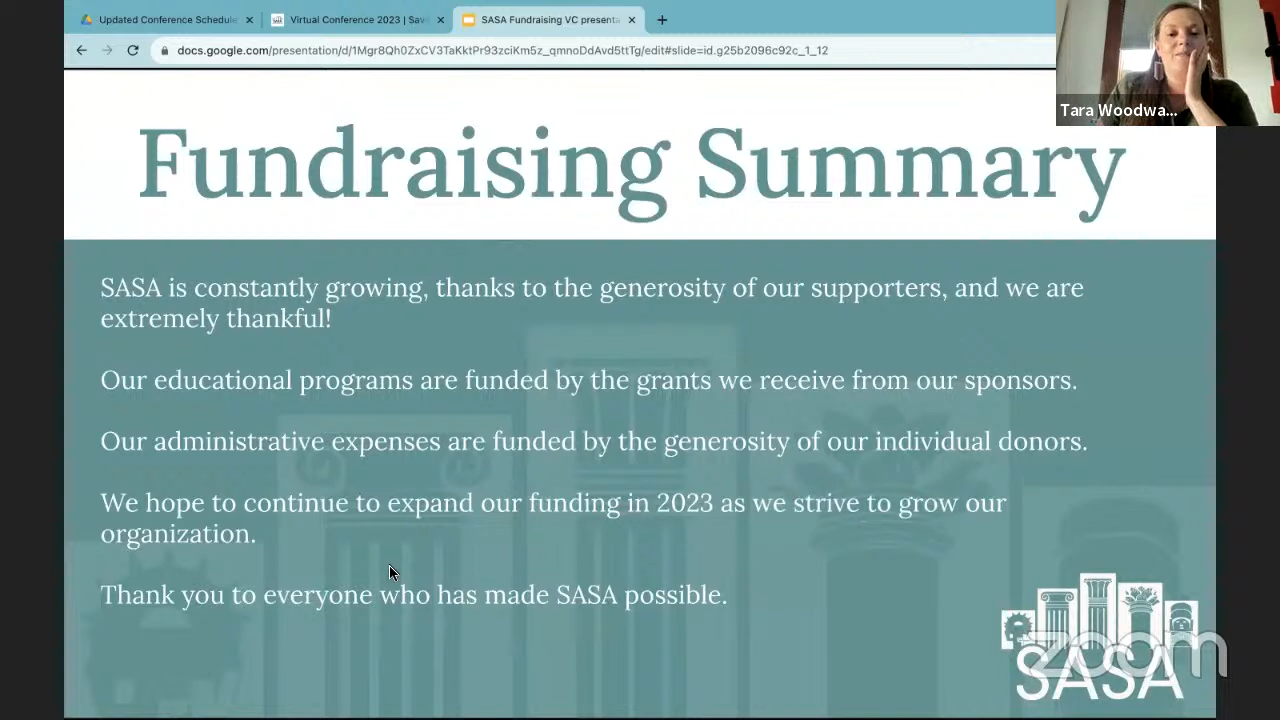 Updated Conference Schedule
Virtual Conference 2023 | Sav
SASA Fundraising VC presenta
docs.google.com/presentation/d/1Mgr8Qh0ZxCV3TaKktPr93zciKm5z_qmnoDdAvd5ttTg/edit#slide=id.g25b2096c92c_1_12
Tara Woodwa...
Fundraising Summary
SASA is constantly growing, thanks to the generosity of our supporters, and we are
extremely thankful!
Our educational programs are funded by the grants we receive from our sponsors.
Our administrative expenses are funded by the generosity of our individual donors.
We hope to continue to expand our funding in 2023 as we strive to grow our
organization.
Thank you to everyone who has made SASA possible.
zoom
SASA